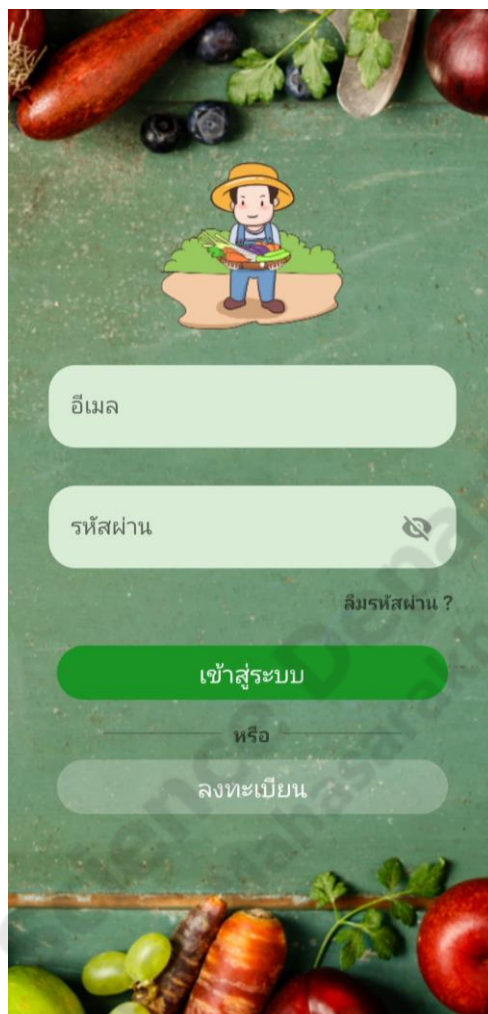 อีเมล
รหัสผ่าน
ลืมรหัสผ่าน ?
เข้าสู่ระบบ
หรือ
ลงทะเบียน